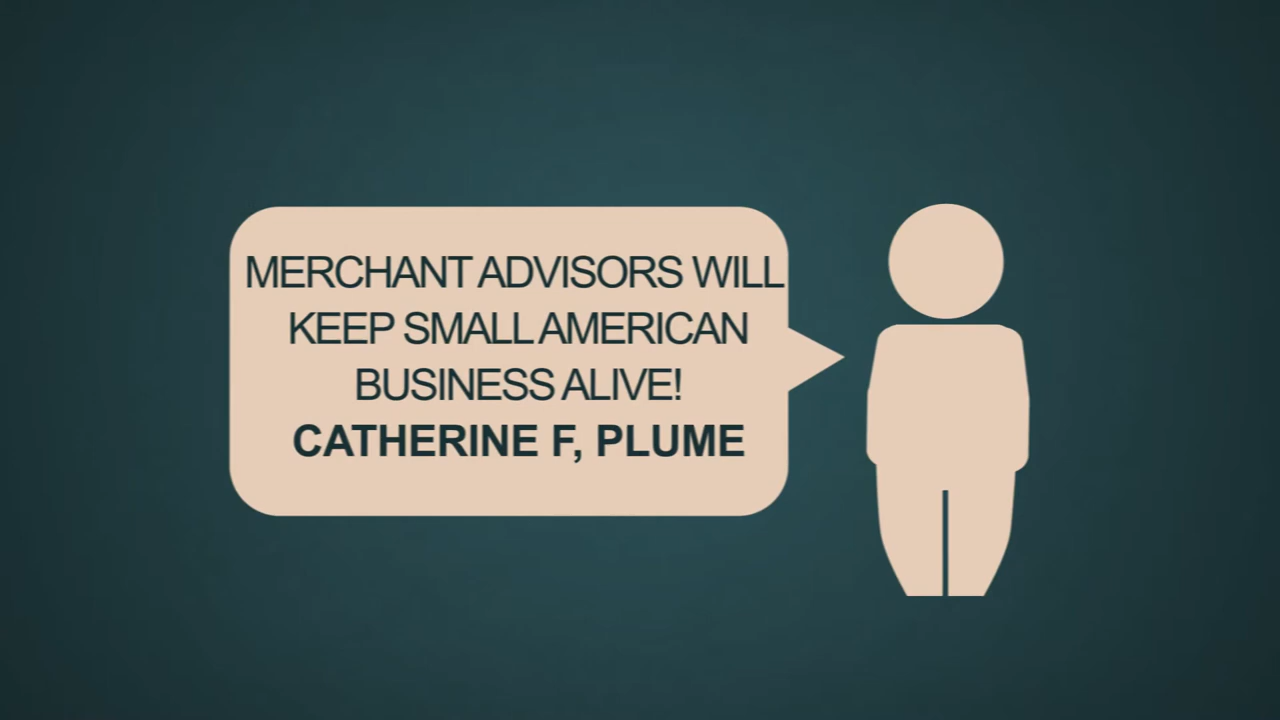 MERCHANT ADVISORS WILL
KEEP SMALL AMERICAN
BUSINESS ALIVE!
CATHERINE F, PLUME